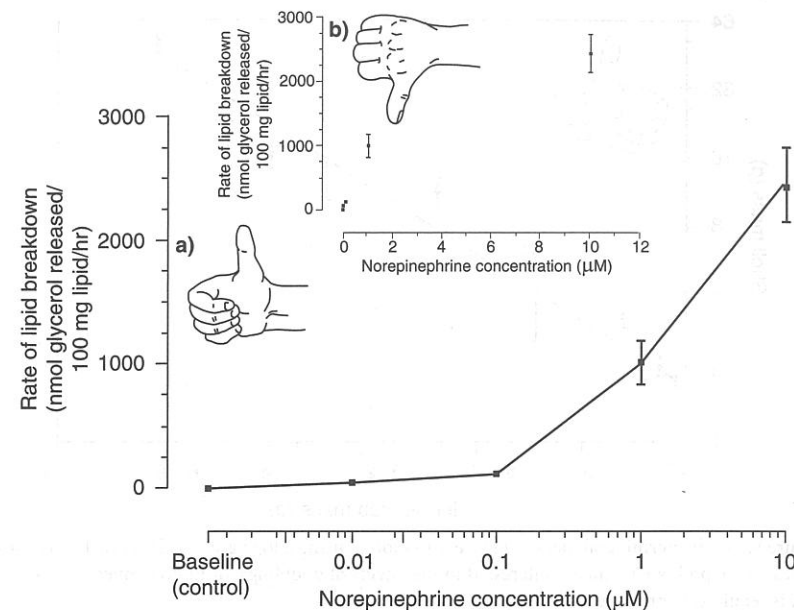 b)
3000
2000
1000
0
Rate of lipid breakdown
(nmol glycerol released/
100 mg lipid/hr)
0 2 4 6 8 10 12
Norepinephrine concentration (μM)
a)
3000
2000
1000
0
Rate of lipid breakdown
(nmol glycerol released/
100 mg lipid/hr)
Baseline
(control)
0.01 0.1 1 10
Norepinephrine concentration (μM)